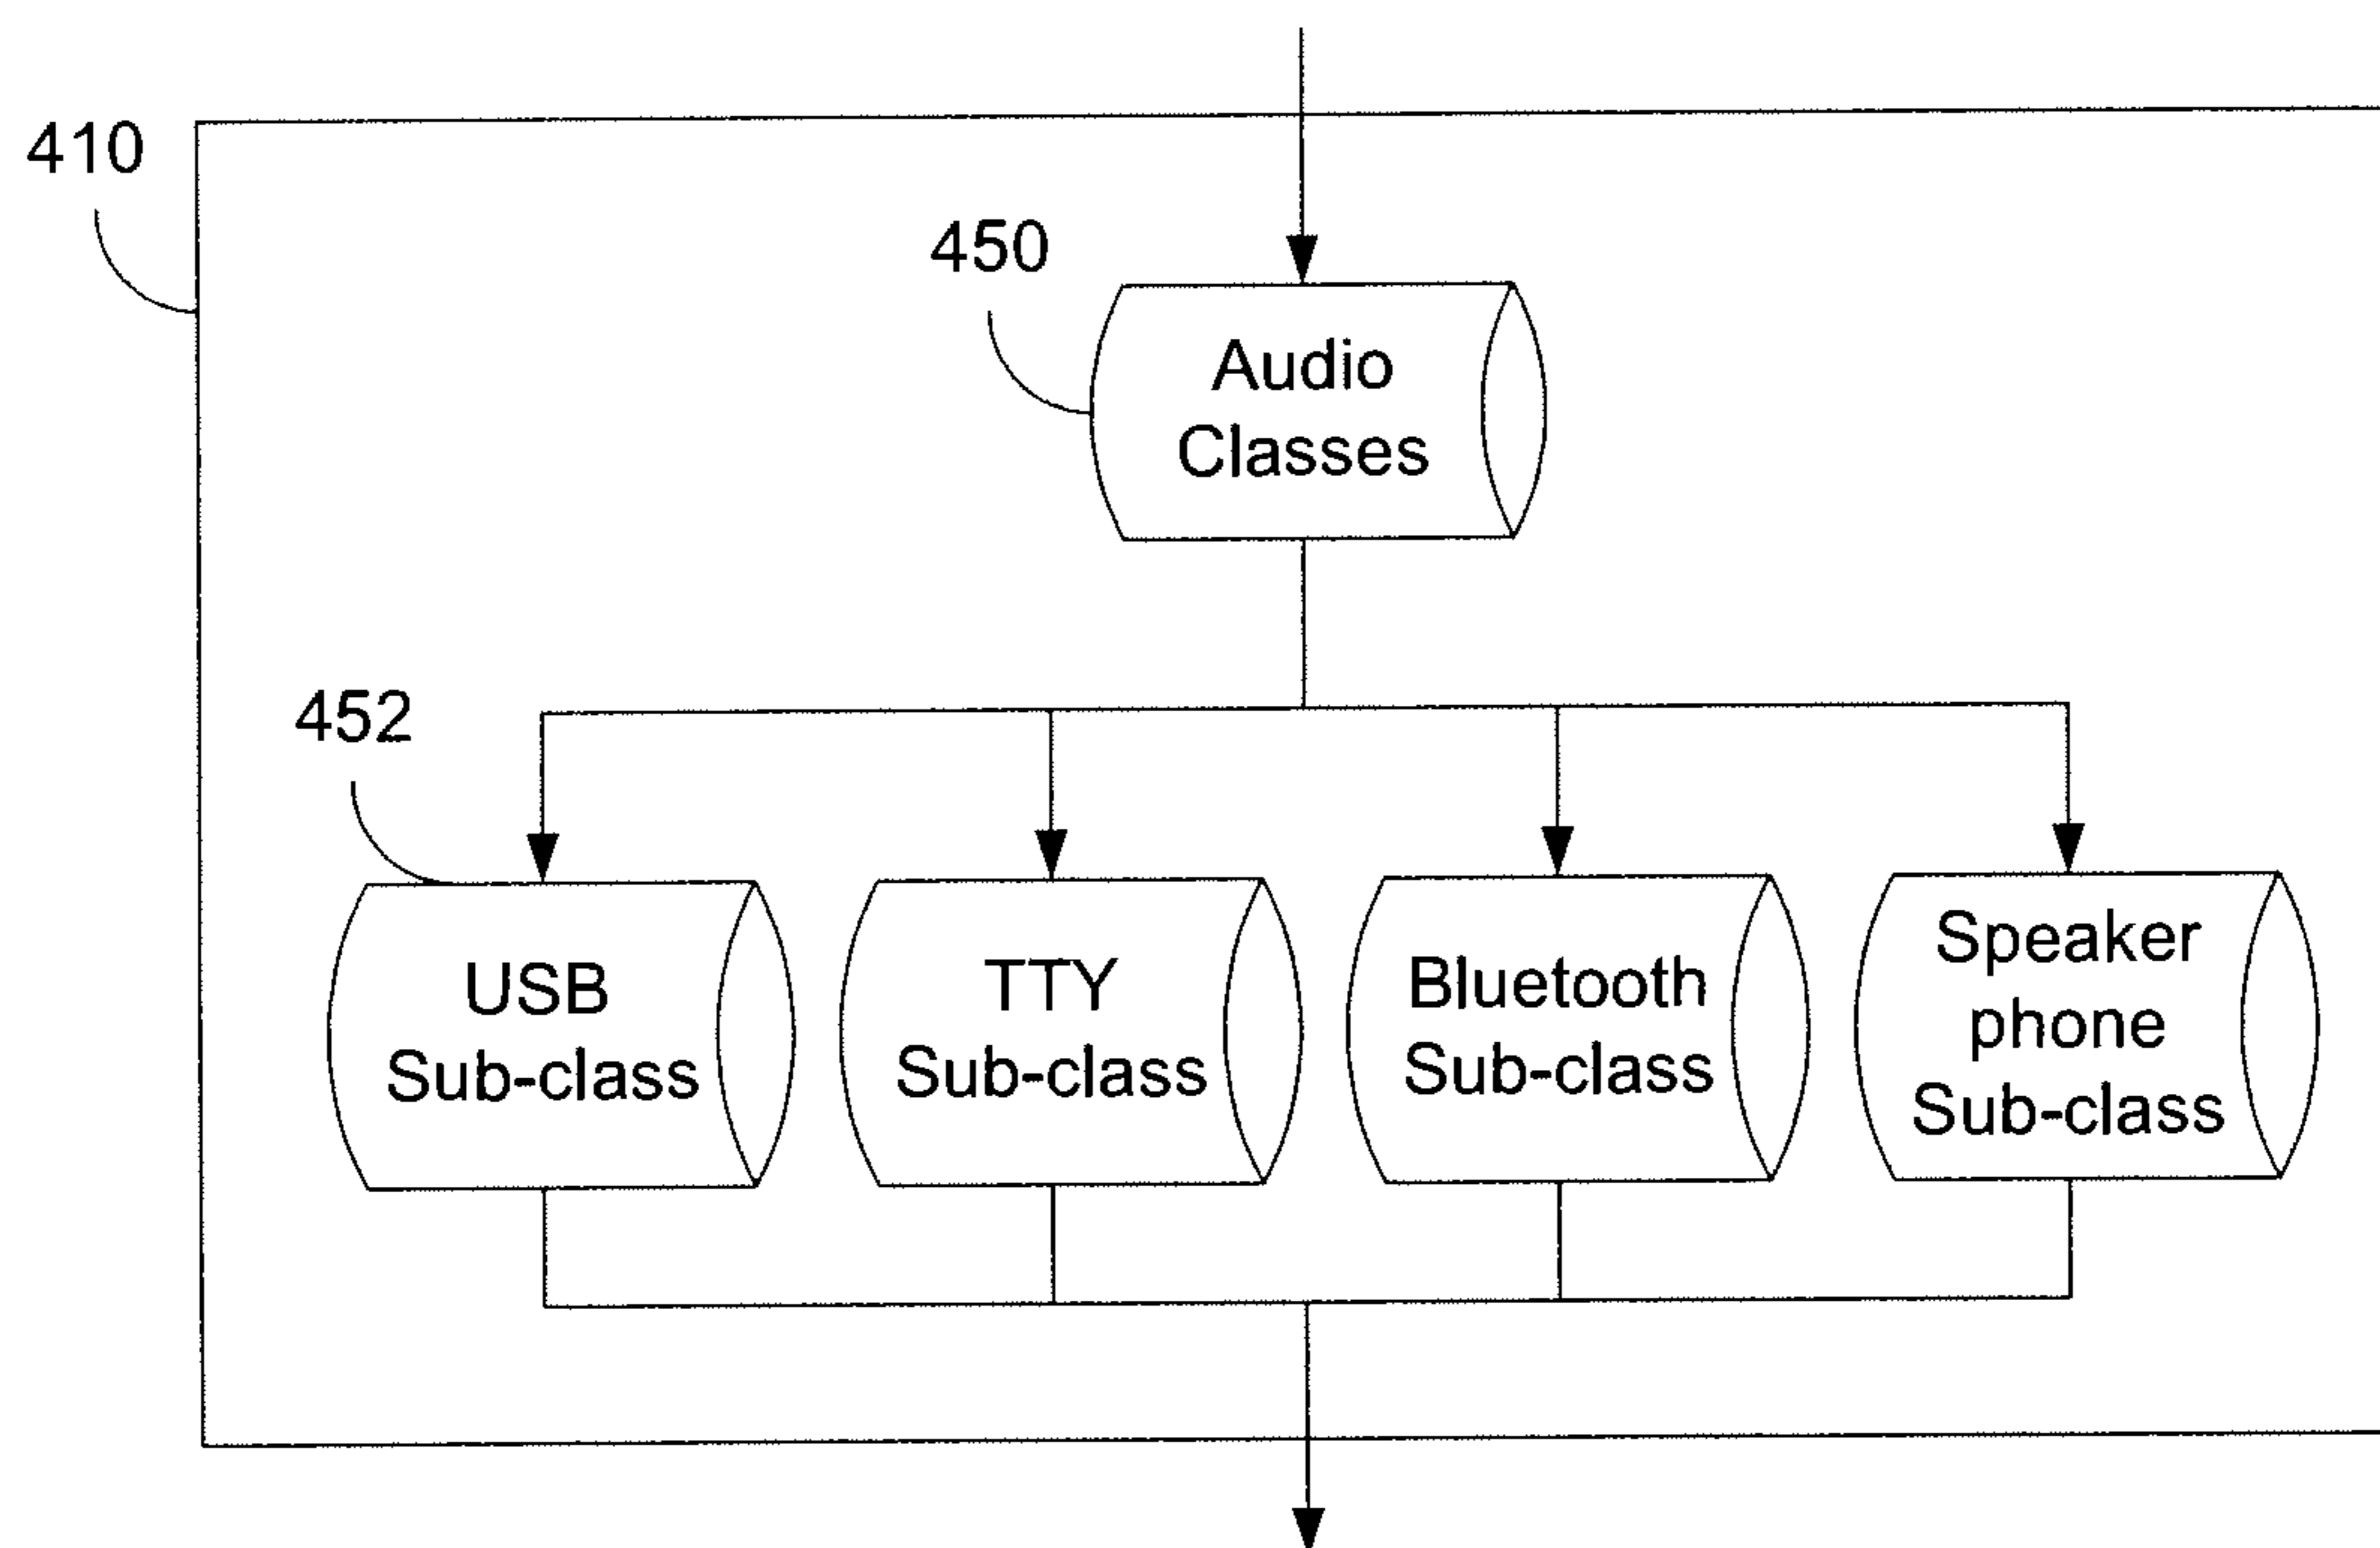 410
450
Audio
Classes
452
USB
Sub-class
TTY
Sub-class
Bluetooth
Sub-class
Speaker
phone
Sub-class